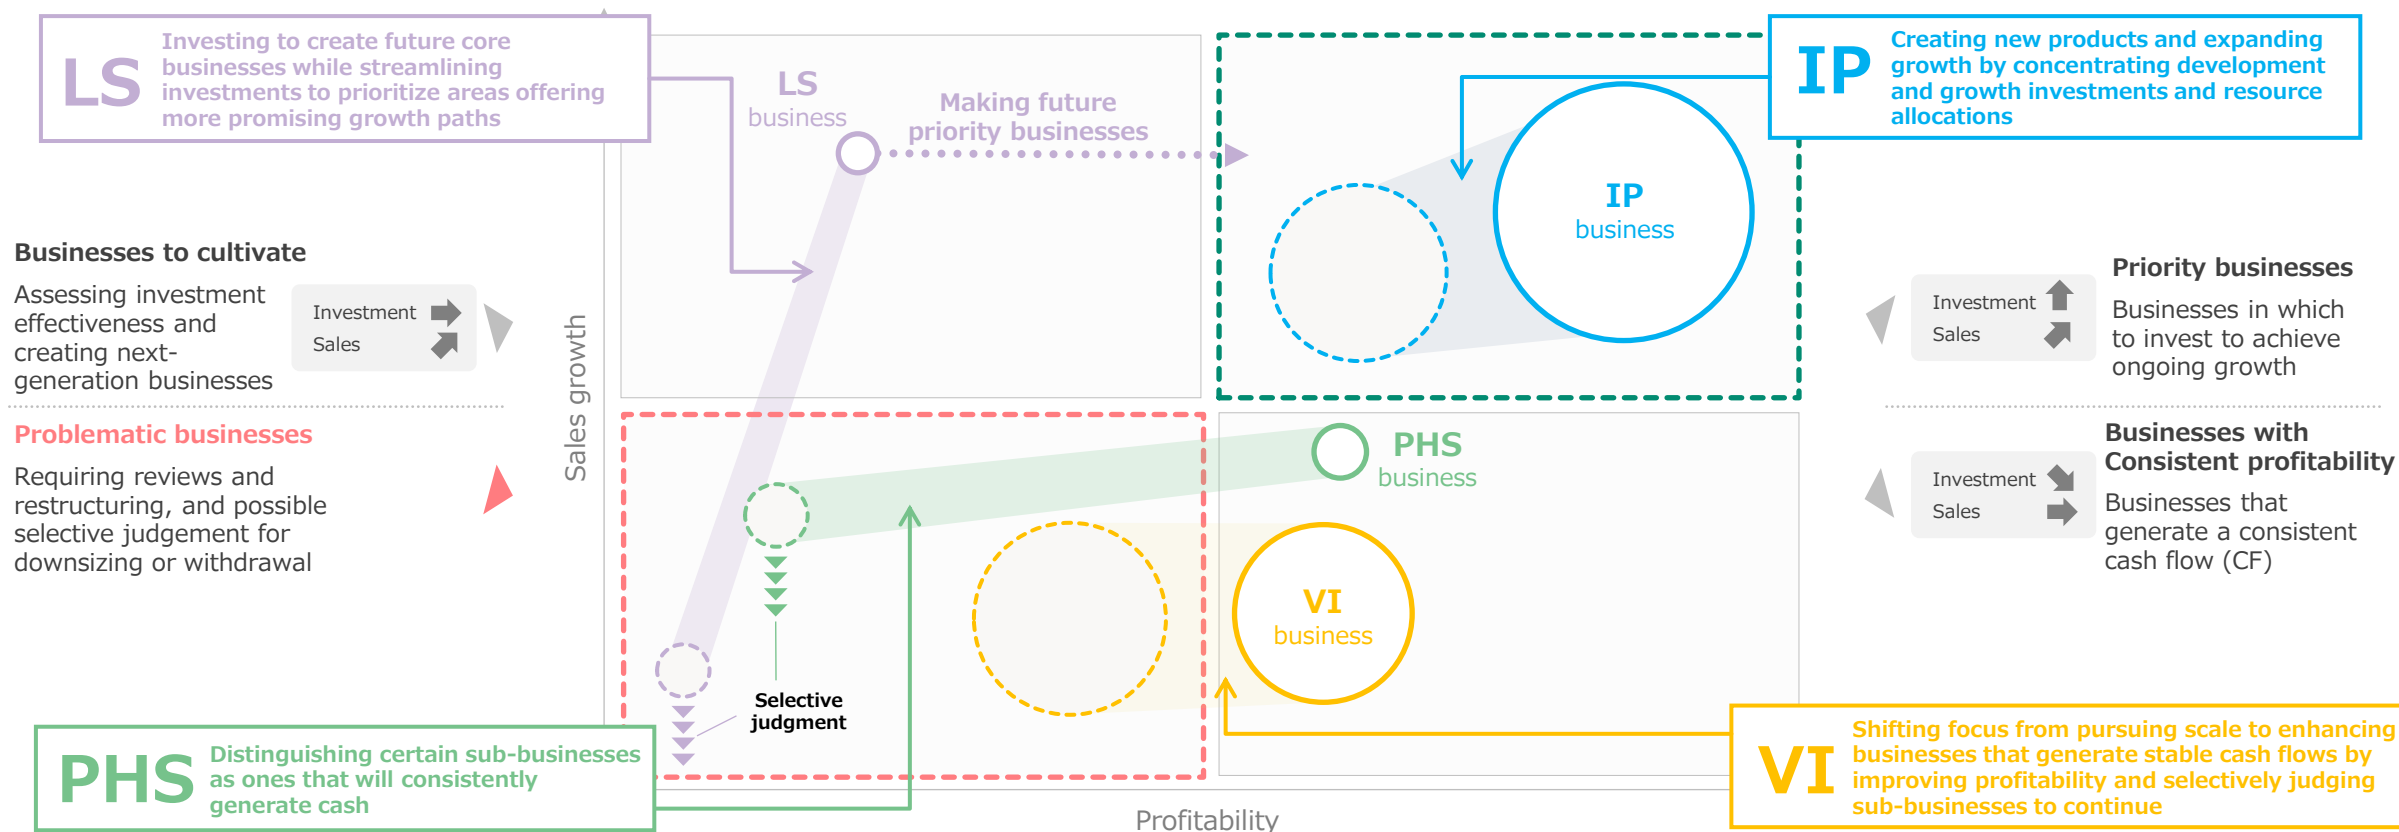 LS
Investing to create future core
businesses while streamlining
investments to prioritize areas offering
more promising growth paths
LS
business
Making future
priority businesses
IP
Creating new products and expanding
growth by concentrating development
and growth investments and resource
allocations
IP
business
Businesses to cultivate
Assessing investment
effectiveness and
creating next-
generation businesses
Investment
Sales
Problematic businesses
Requiring reviews and
restructuring, and possible
selective judgement for
downsizing or withdrawal
Sales growth
Priority businesses
Businesses in which
to invest to achieve
ongoing growth
Investment
Sales
Businesses with
Consistent profitability
Businesses that
generate a consistent
cash flow (CF)
Investment
Sales
PHS
business
VI
business
Selective
judgment
PHS
Distinguishing certain sub-businesses
as ones that will consistently
generate cash
VI
Shifting focus from pursuing scale to enhancing
businesses that generate stable cash flows by
improving profitability and selectively judging
sub-businesses to continue
Profitability